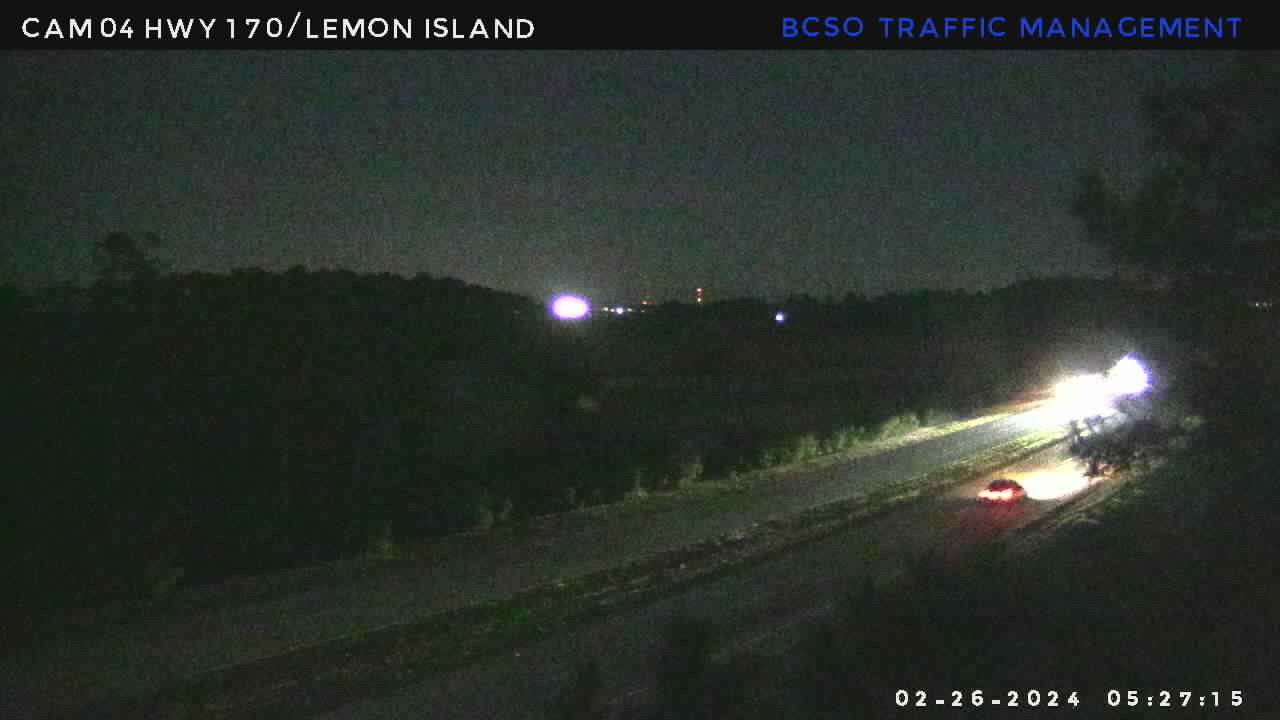 CAM04 HWY 170/LEMON ISLAND
BCSO TRAFFIC MANAGEMENT
02-26-2024 05:27:15